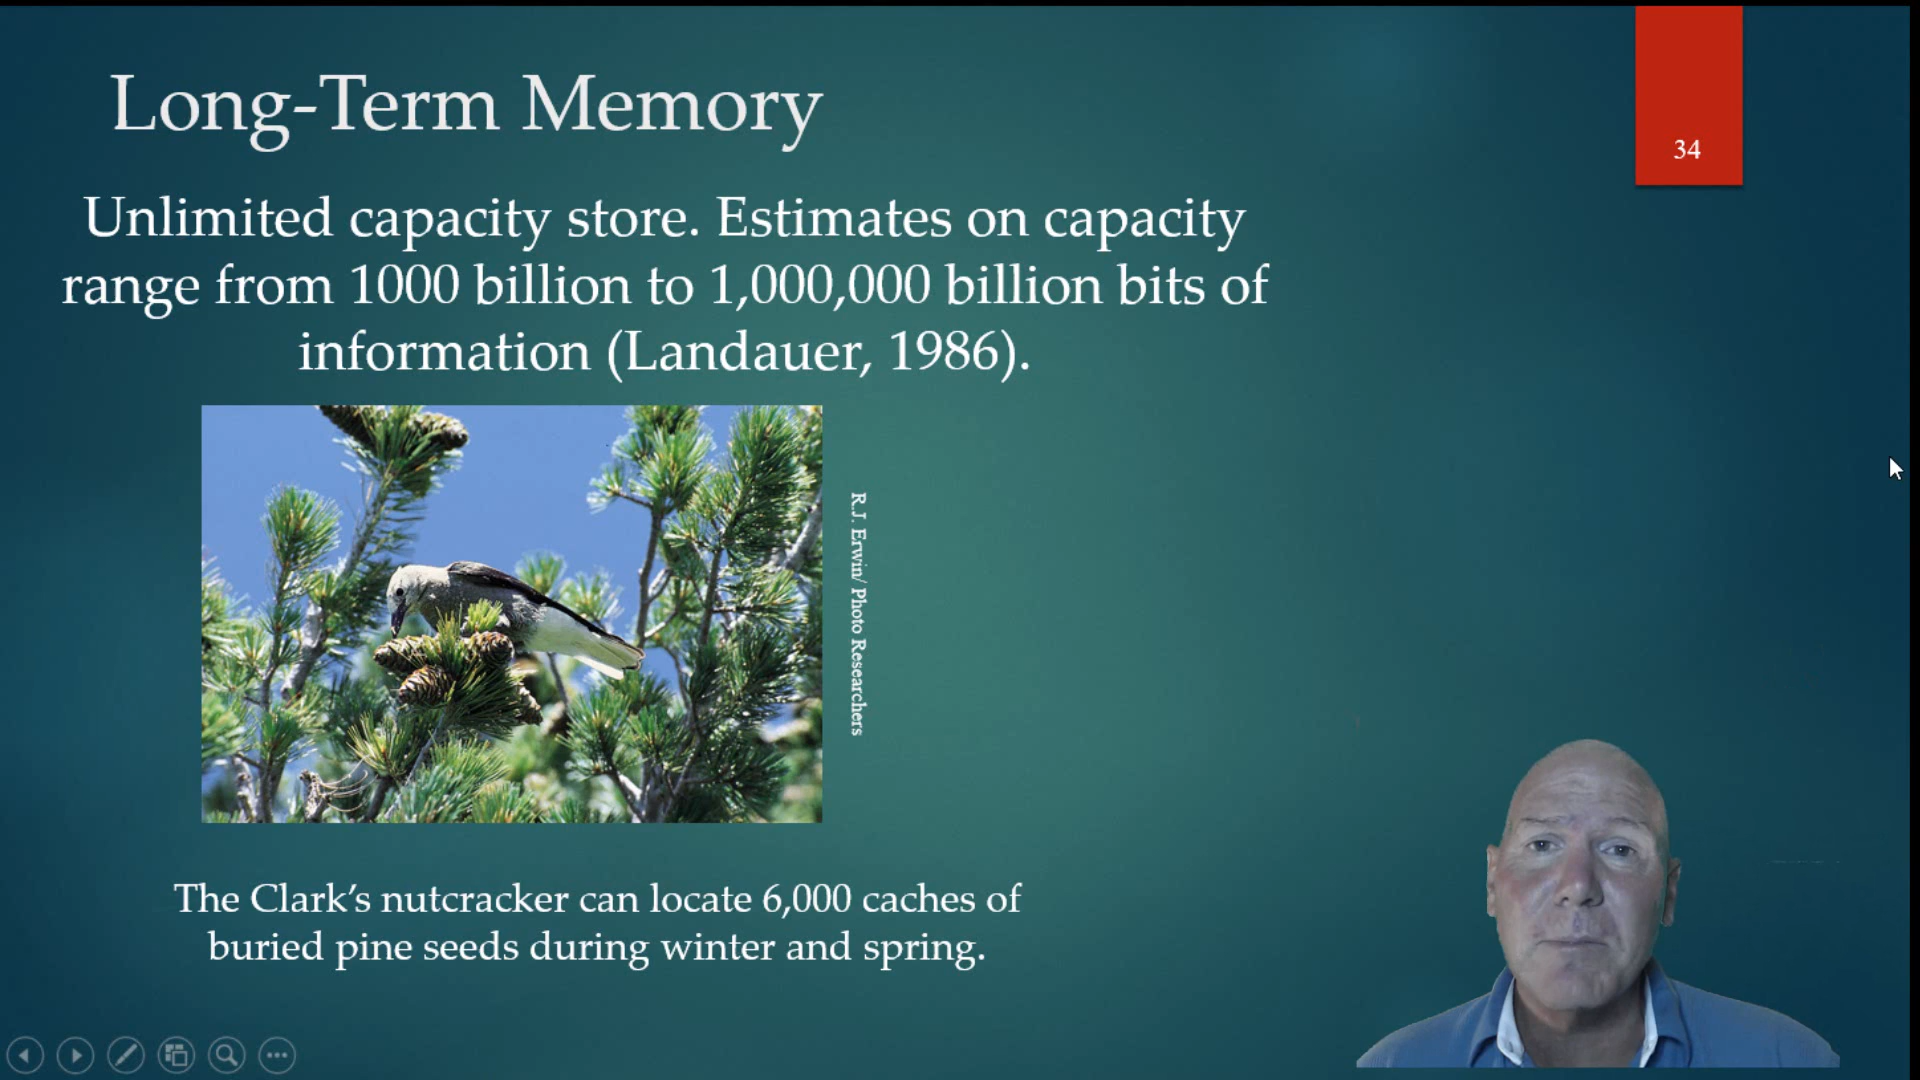 Long-Term Memory
34
Unlimited capacity store. Estimates on capacity
range from 1000 billion to 1,000,000 billion bits of
information (Landauer, 1986).
R.J. Erwin/ Photo Researchers
The Clark’s nutcracker can locate 6,000 caches of
buried pine seeds during winter and spring.